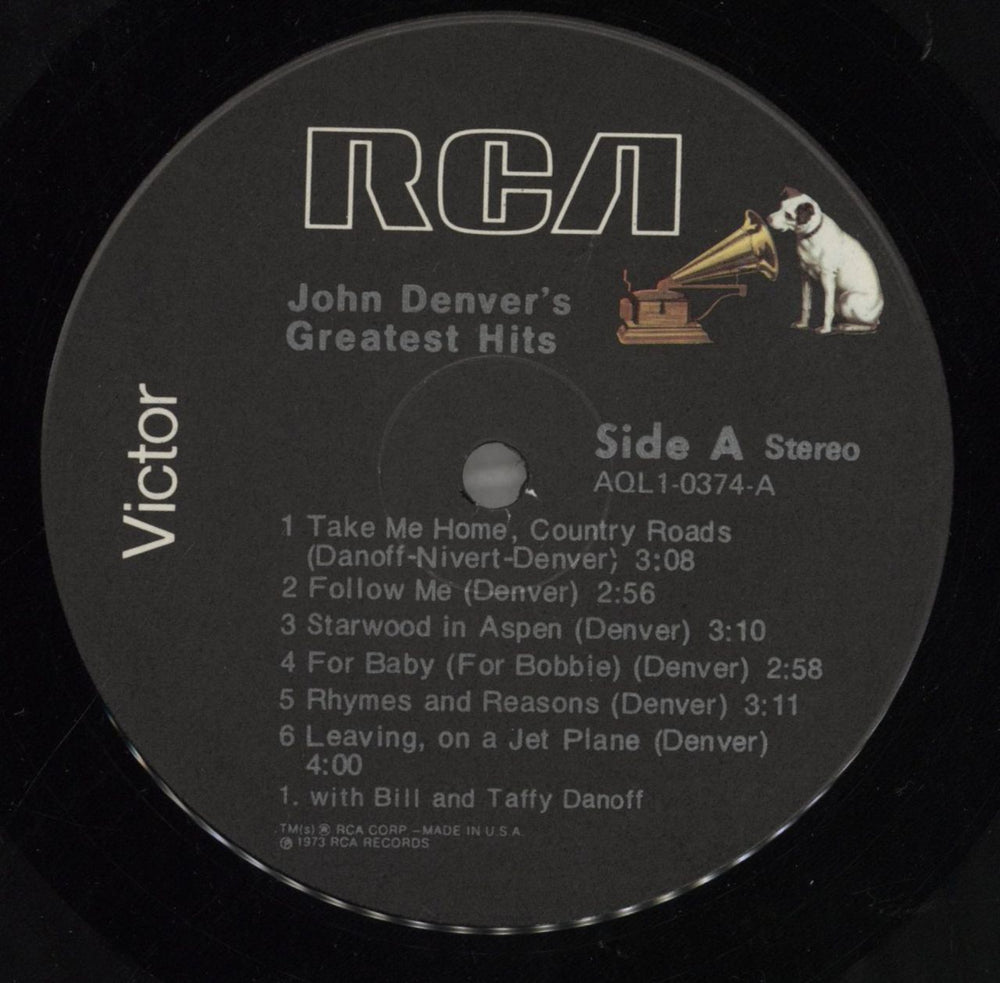 RCA
John Denver's
Greatest Hits
Victor
Side A Stereo
AQL1-0374-A
1 Take Me Home, Country Roads
(Danoff-Nivert-Denver) 3:08
2 Follow Me (Denver) 2:56
3 Starwood in Aspen (Denver) 3:10
4 For Baby (For Bobbie) (Denver) 2:58
5 Rhymes and Reasons (Denver) 3:11
6 Leaving, on a Jet Plane (Denver)
4:00
1. with Bill and Taffy Danoff
TM(s) ® RCA CORP –MADE IN U.S.A.
℗ 1973 RCA RECORDS